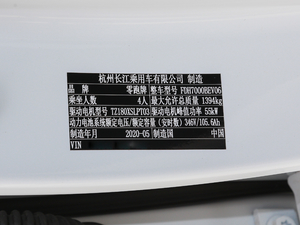 杭州长江乘用车有限公司 制造
品牌 零跑牌 整车型号 FDH7000BEV06
乘坐人数 4人 最大允许总质量 1394kg
驱动电机型号 TZ180XSLPT03 驱动电机峰值功率 55kW
动力电池系统额定电压/额定容量(安时数) 346V/105.6Ah
制造年月 2020-05 制造国 中国
VIN